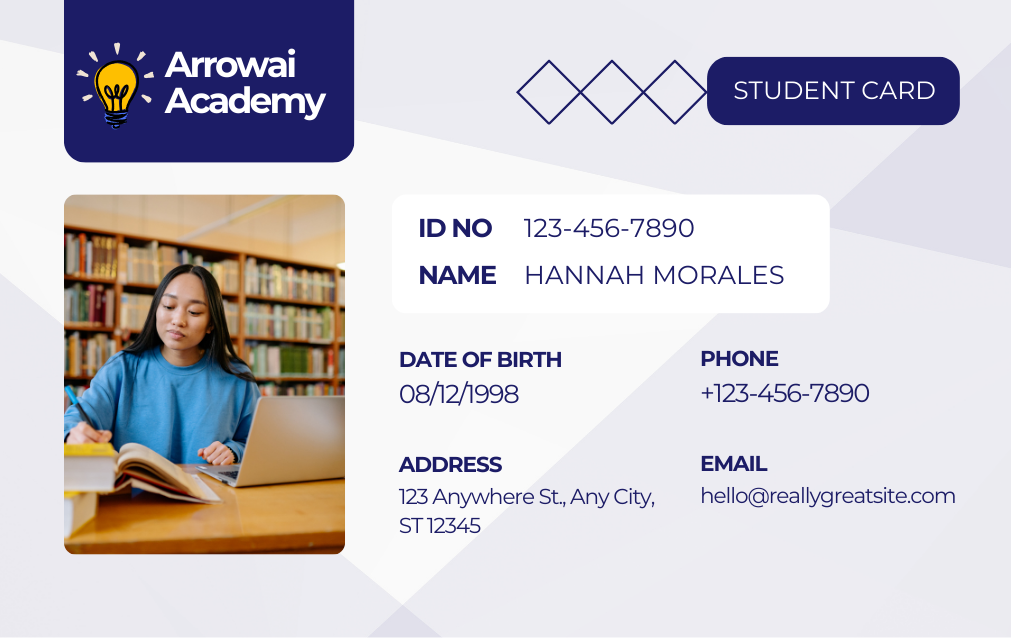 Arrowai
Academy
STUDENT CARD
ID NO 123-456-7890
NAME HANNAH MORALES
DATE OF BIRTH
08/12/1998
PHONE
+123-456-7890
ADDRESS
123 Anywhere St., Any City,
ST 12345
EMAIL
hello@reallygreatsite.com